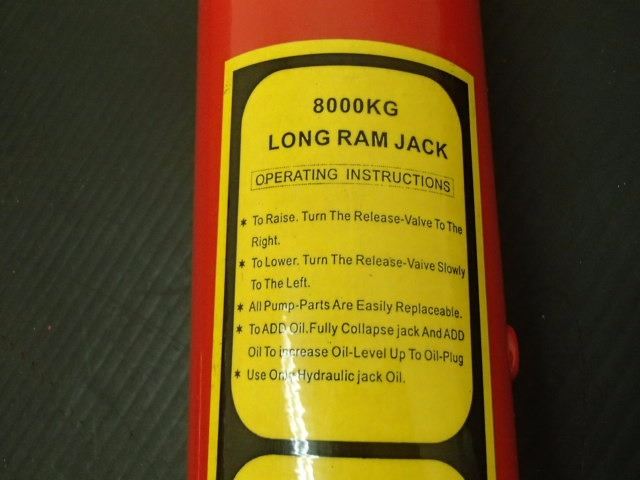 8000KG
LONG RAM JACK
OPERATING INSTRUCTIONS
* To Raise. Turn The Release-Valve To The
Right.
* To Lower. Turn The Release-Vaive Slowly
To The Left.
* All Pump-Parts Are Easily Replaceable.
* To ADD Oil.Fully Collapse jack And ADD
Oil To increase Oil-Level Up To Oil-Plug
* Use Only Hydraulic jack Oil.